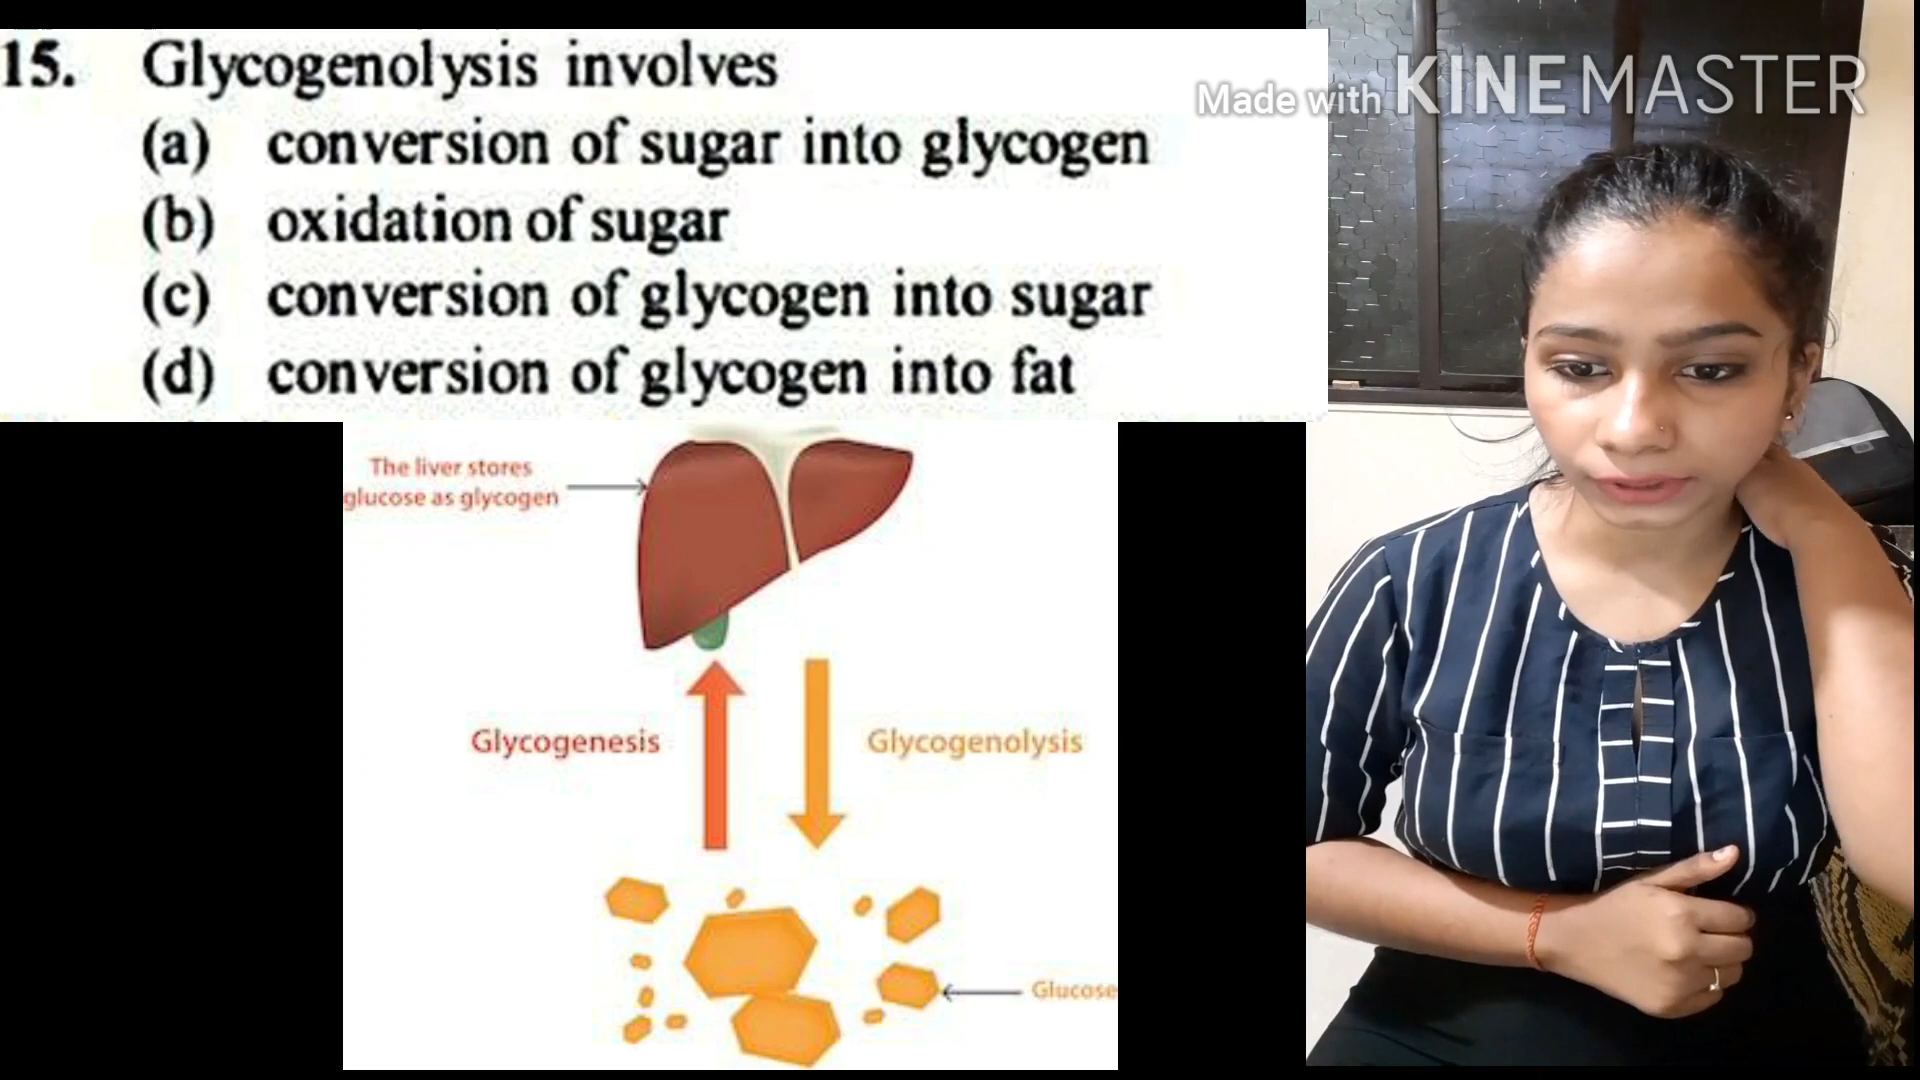 15. Glycogenolysis involves
(a) conversion of sugar into glycogen
(b) oxidation of sugar
(c) conversion of glycogen into sugar
(d) conversion of glycogen into fat
Made with KINEMASTER
The liver stores
glucose as glycogen
Glycogenesis
Glycogenolysis
Glucose